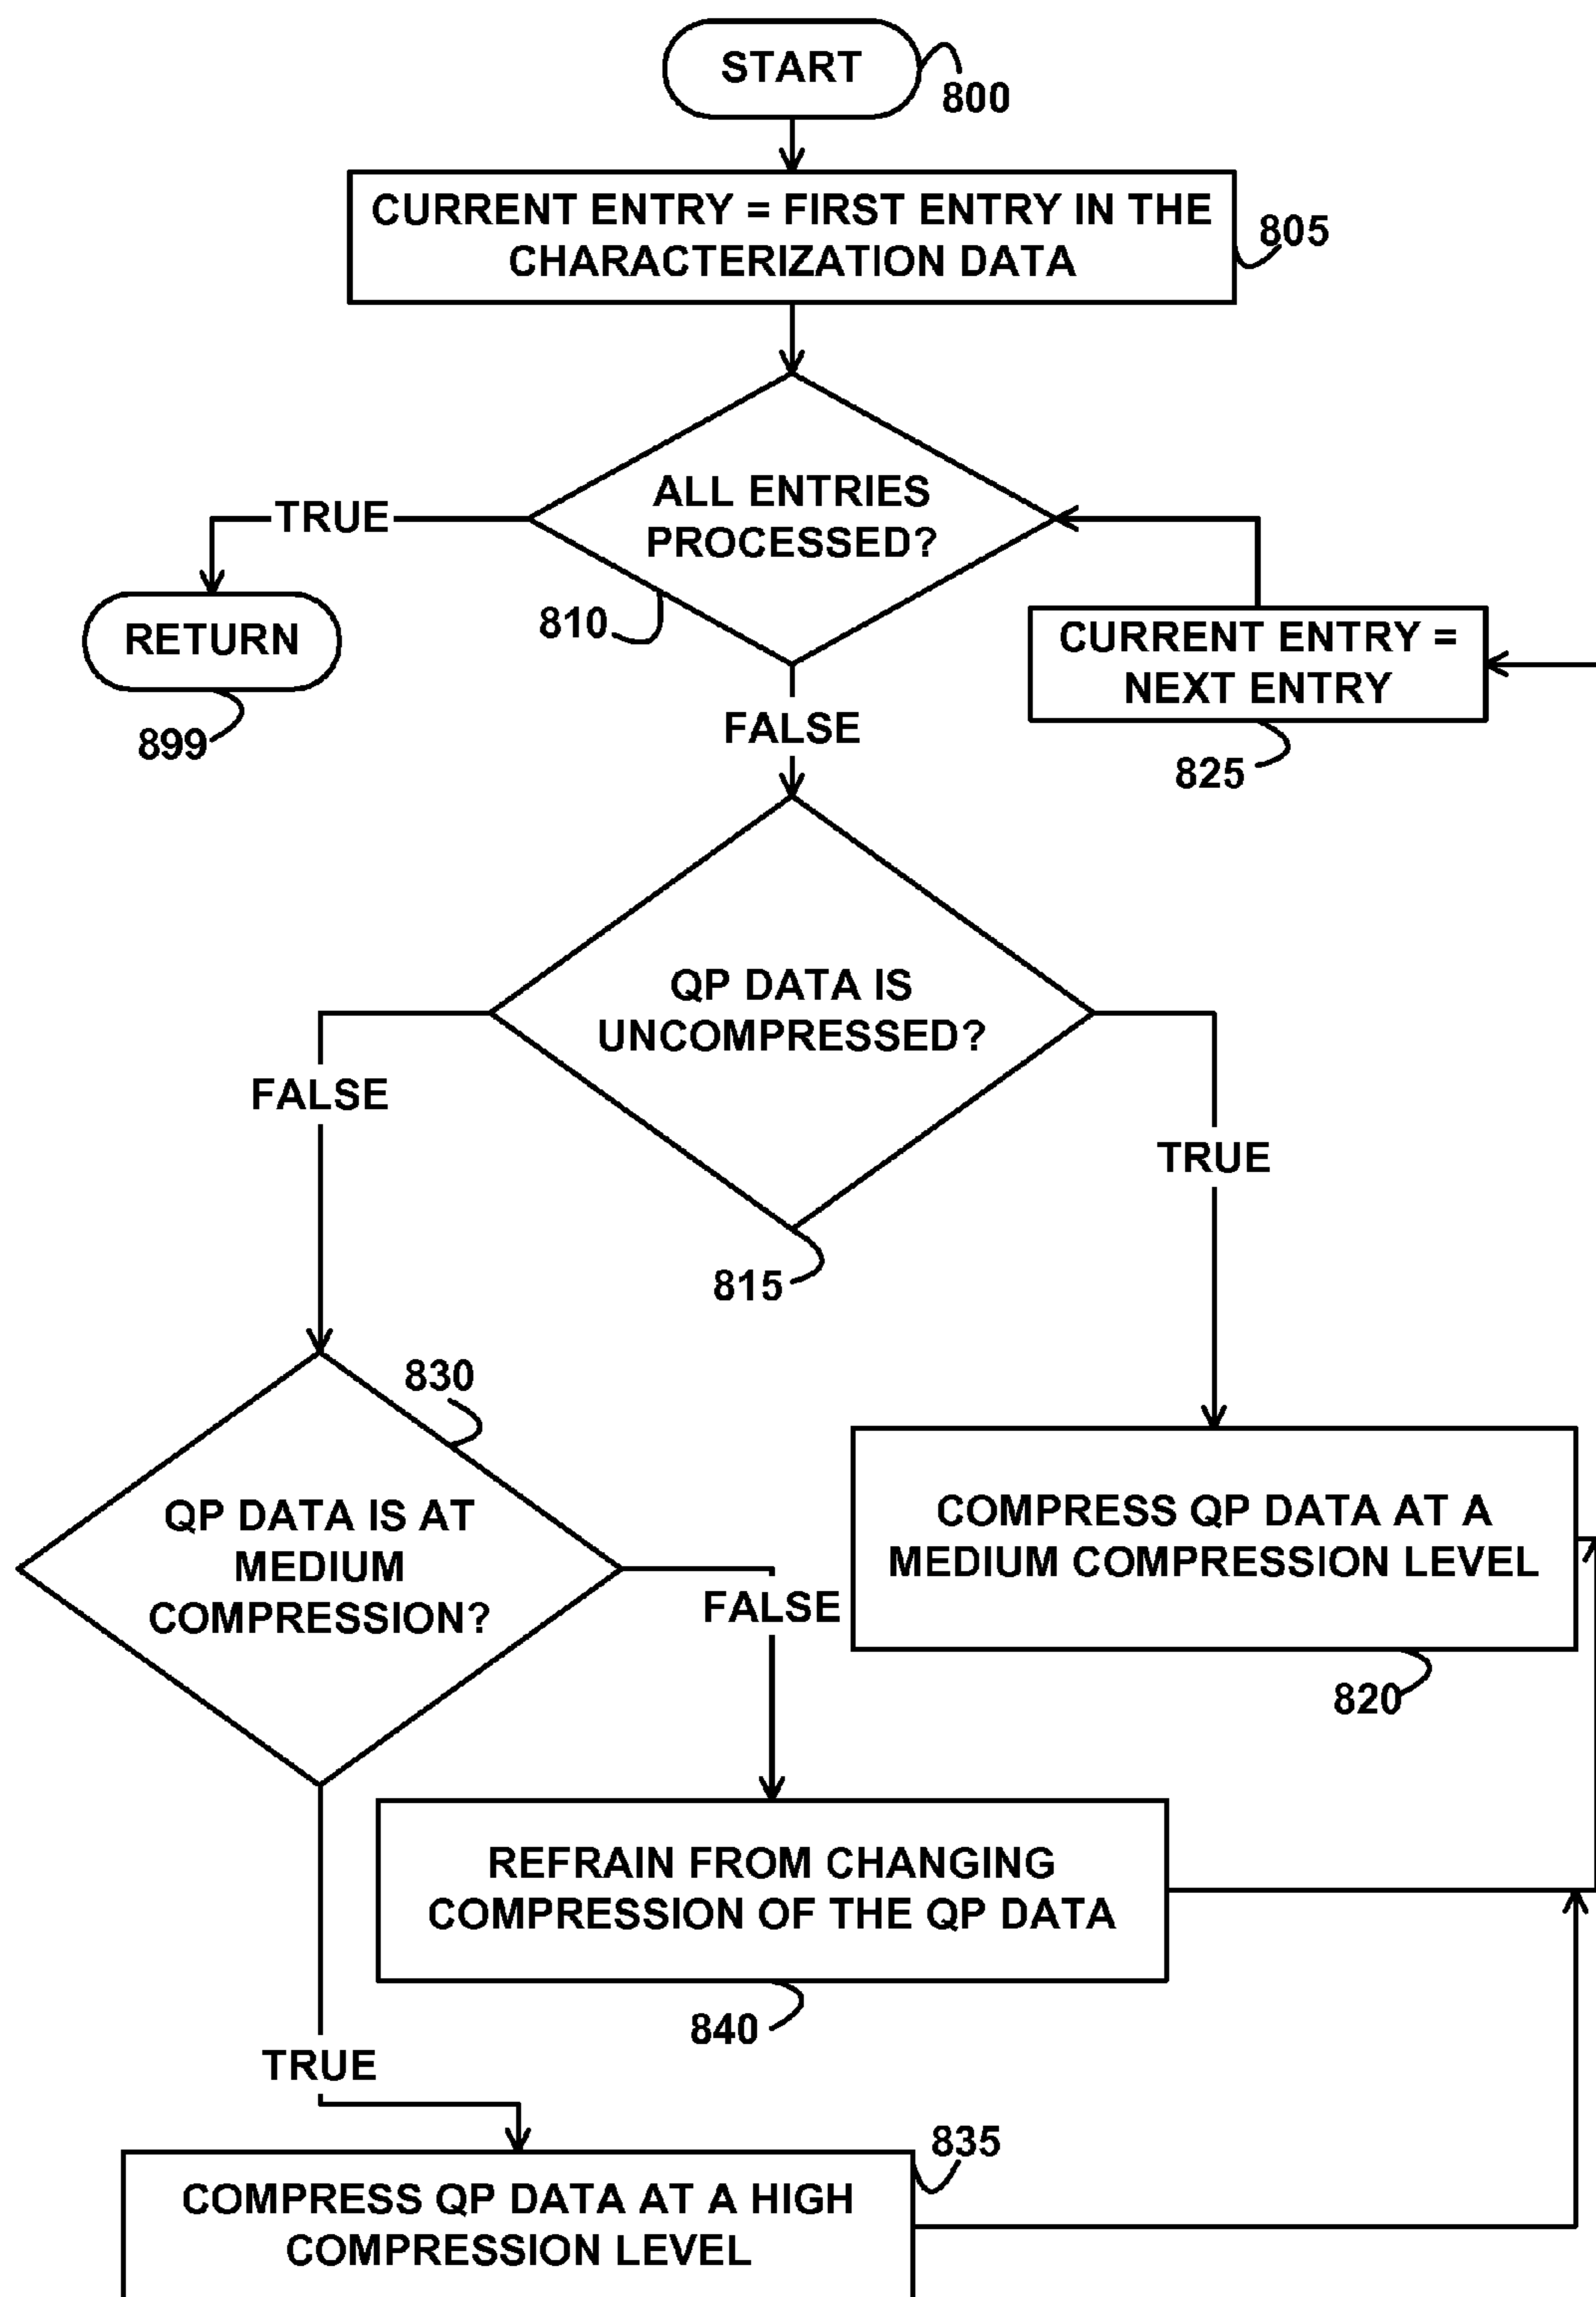 START
800
CURRENT ENTRY = FIRST ENTRY IN THE
CHARACTERIZATION DATA
805
ALL ENTRIES
PROCESSED?
TRUE
810
RETURN
899
CURRENT ENTRY =
NEXT ENTRY
825
FALSE
QP DATA IS
UNCOMPRESSED?
FALSE
TRUE
815
830
QP DATA IS AT
MEDIUM
COMPRESSION?
FALSE
COMPRESS QP DATA AT A
MEDIUM COMPRESSION LEVEL
820
REFRAIN FROM CHANGING
COMPRESSION OF THE QP DATA
840
TRUE
835
COMPRESS QP DATA AT A HIGH
COMPRESSION LEVEL